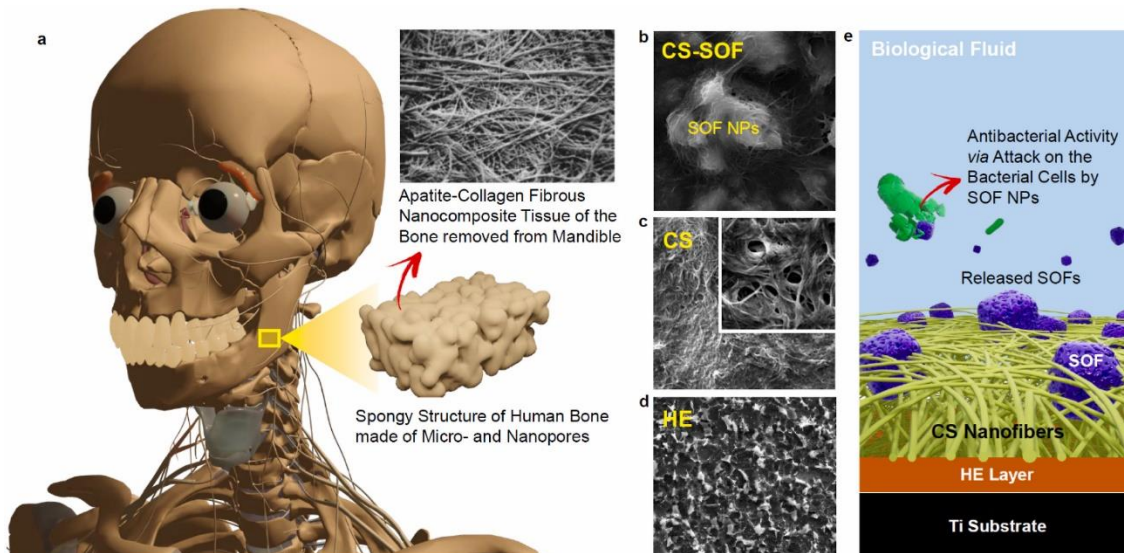 a
Apatite-Collagen Fibrous
Nanocomposite Tissue of the
Bone removed from Mandible
Spongy Structure of Human Bone
made of Micro- and Nanopores
b
CS-SOF
SOF NPs
c
CS
d
HE
e
Biological Fluid
Antibacterial Activity
via Attack on the
Bacterial Cells by
SOF NPs
Released SOFs
SOF
CS Nanofibers
HE Layer
Ti Substrate